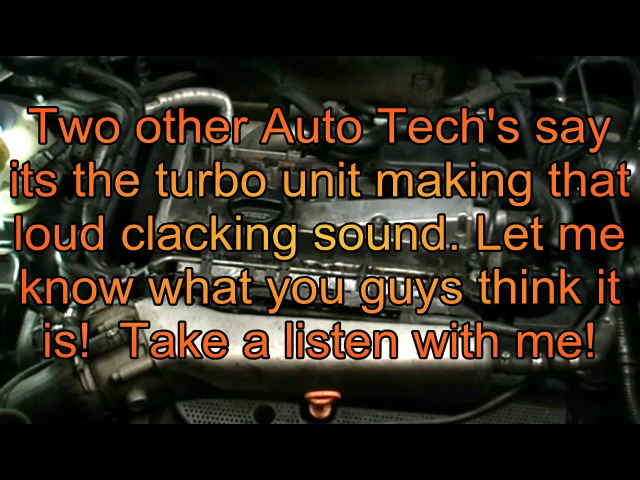 Two other Auto Tech's say
its the turbo unit making that
loud clacking sound. Let me
know what you guys think it
is!  Take a listen with me!